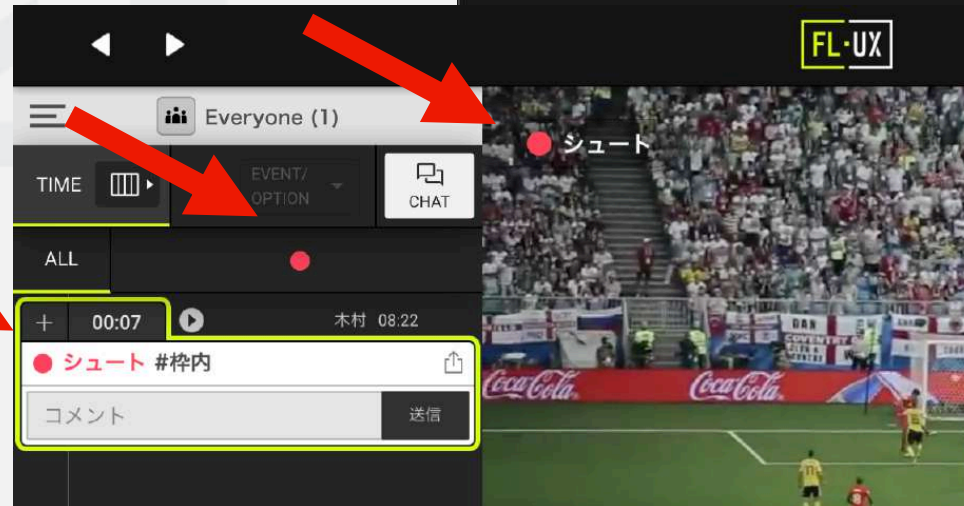 FL·UX
Everyone (1)
TIME
EVENT/
OPTION
CHAT
シュート
ALL
+ 00:07 木村 08:22
シュート #枠内
コメント 送信
COVENTRY
Coca-Cola Coca-Cola